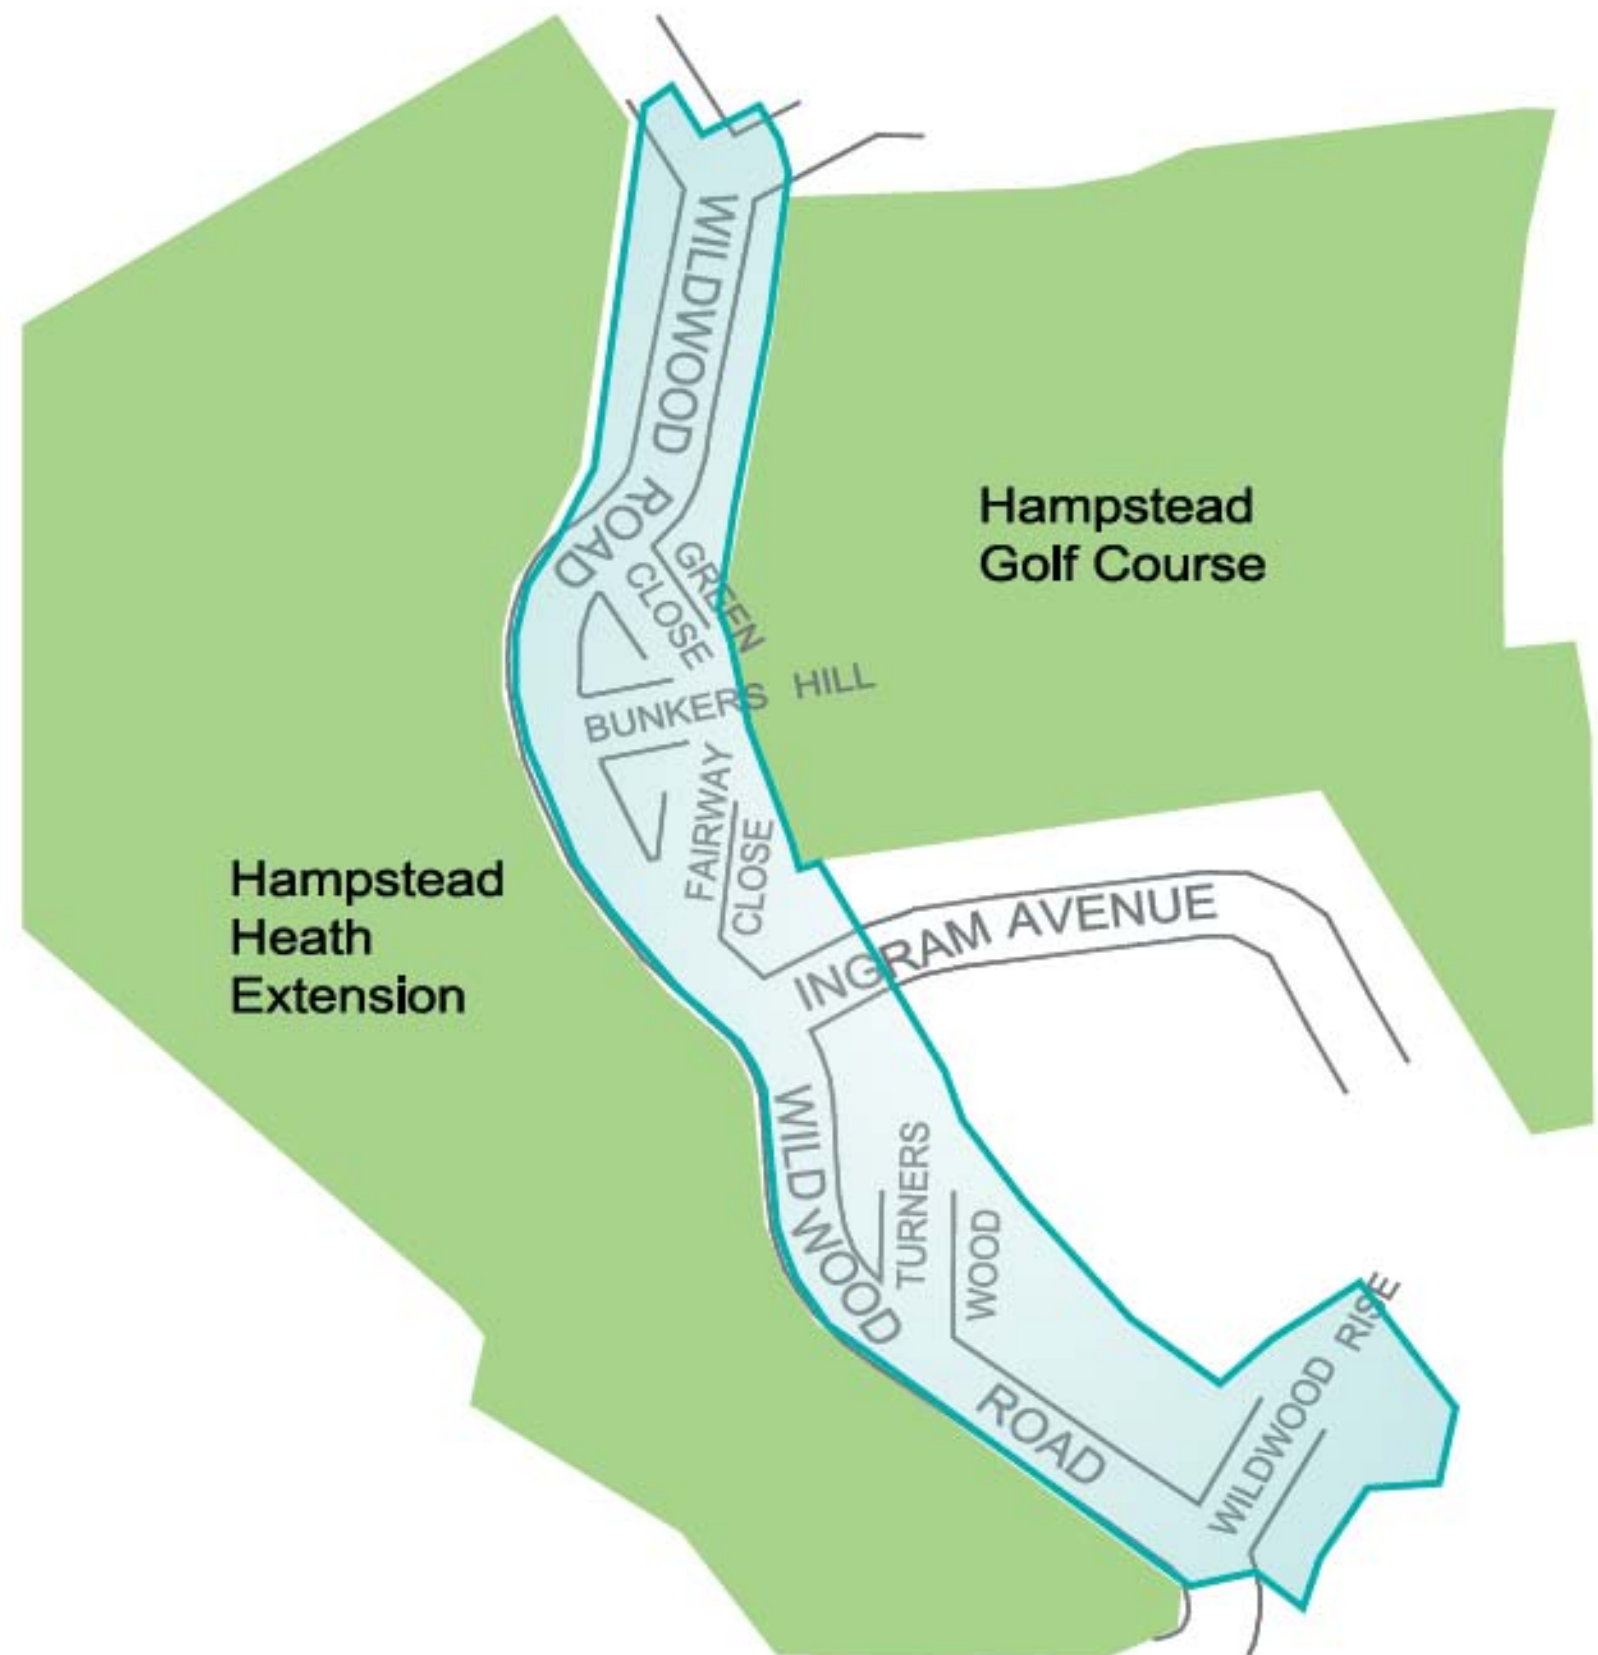 WILDWOOD ROAD
GREEN
CLOSE
Hampstead
Golf Course
BUNKERS HILL
FAIRWAY
CLOSE
Hampstead
Heath
Extension
INGRAM AVENUE
WILDWOOD ROAD
TURNERS
WOOD
WILDWOOD RISE